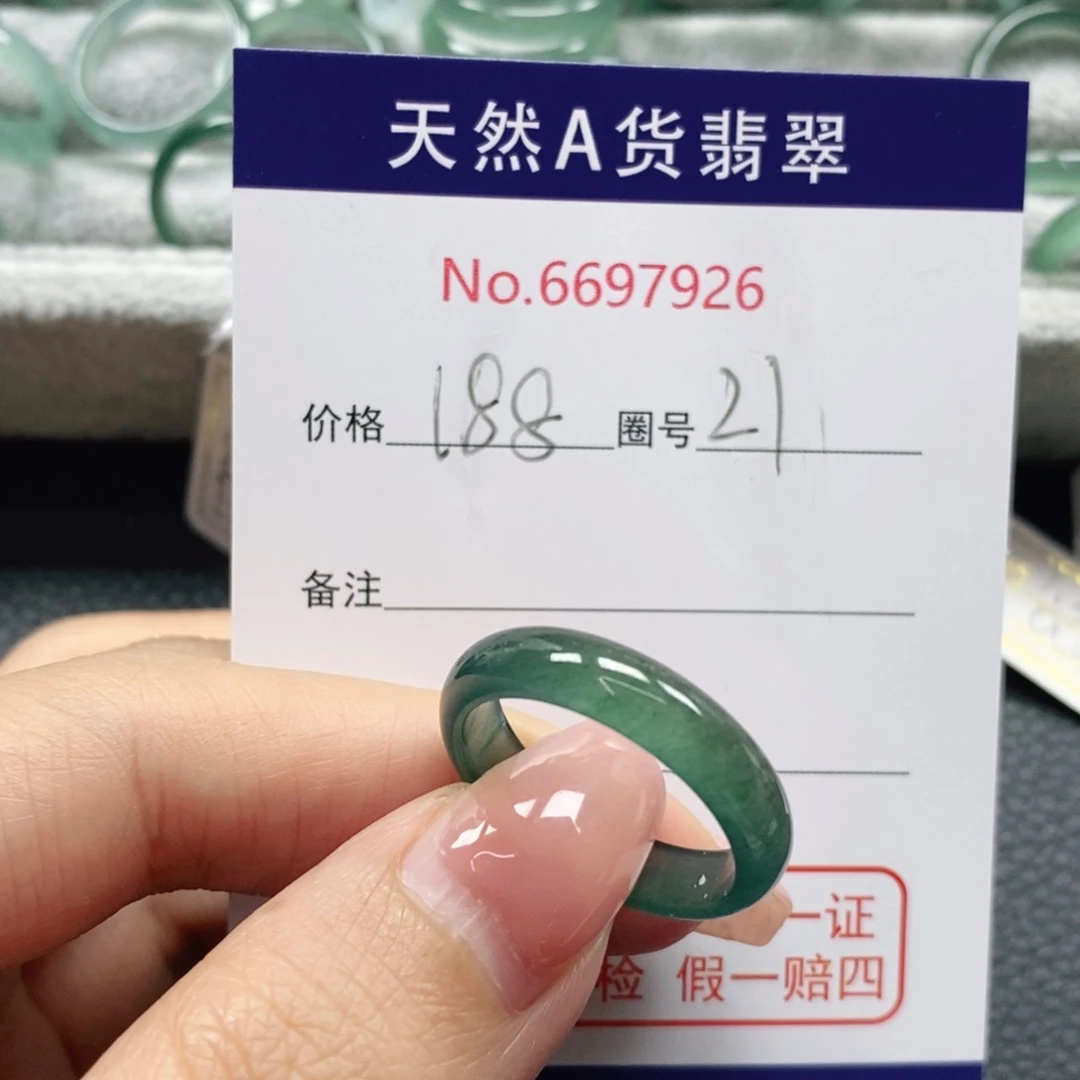 天然A货翡翠
No.6697926
价格 188 圈号 21
备注
一证
检 假一赔四